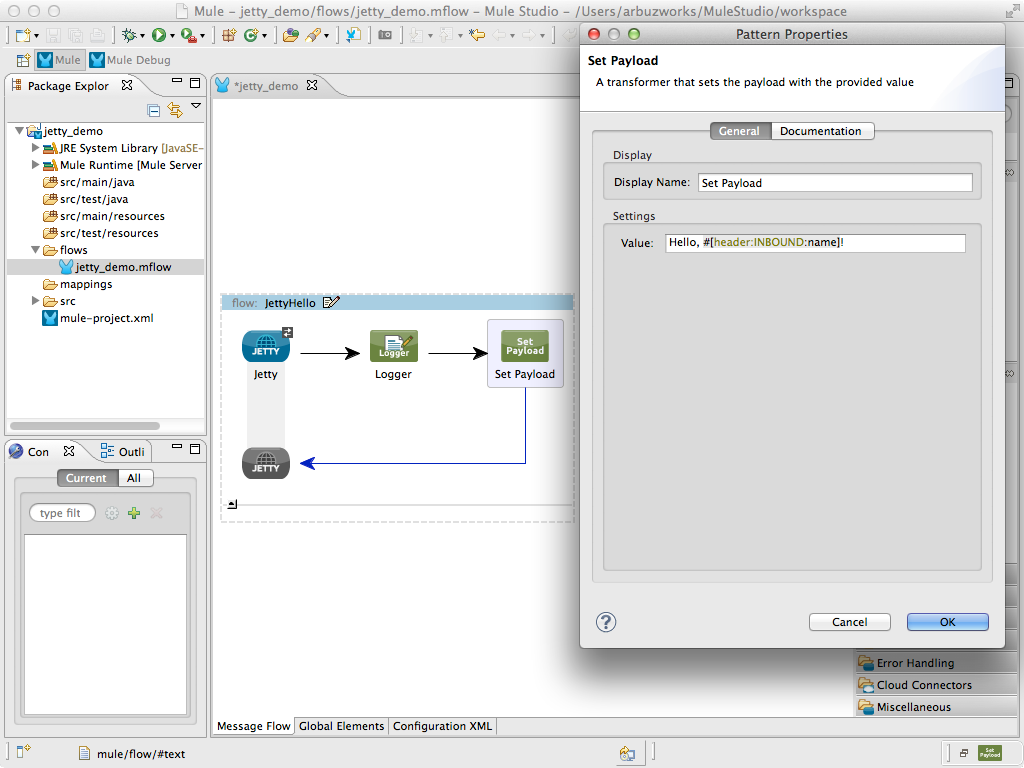 Mule - jetty_demo/flows/jetty_demo.mflow - Mule Studio - /Users/arbuzworks/MuleStudio/workspace
Mule
Mule Debug
Package Explor
jetty_demo
JRE System Library [JavaSE-
Mule Runtime [Mule Server
src/main/java
src/test/java
src/main/resources
src/test/resources
flows
jetty_demo.mflow
mappings
src
mule-project.xml
Con
Outli
Current
All
type filt
*jetty_demo
flow: JettyHello
JETTY
Jetty
Logger
Logger
Set
Payload
Set Payload
JETTY
Message Flow
Global Elements
Configuration XML
Pattern Properties
Set Payload
A transformer that sets the payload with the provided value
General
Documentation
Display
Display Name: Set Payload
Settings
Value: Hello, #[header:INBOUND:name]!
?
Cancel
OK
Error Handling
Cloud Connectors
Miscellaneous
mule/flow/#text
Set
Payload